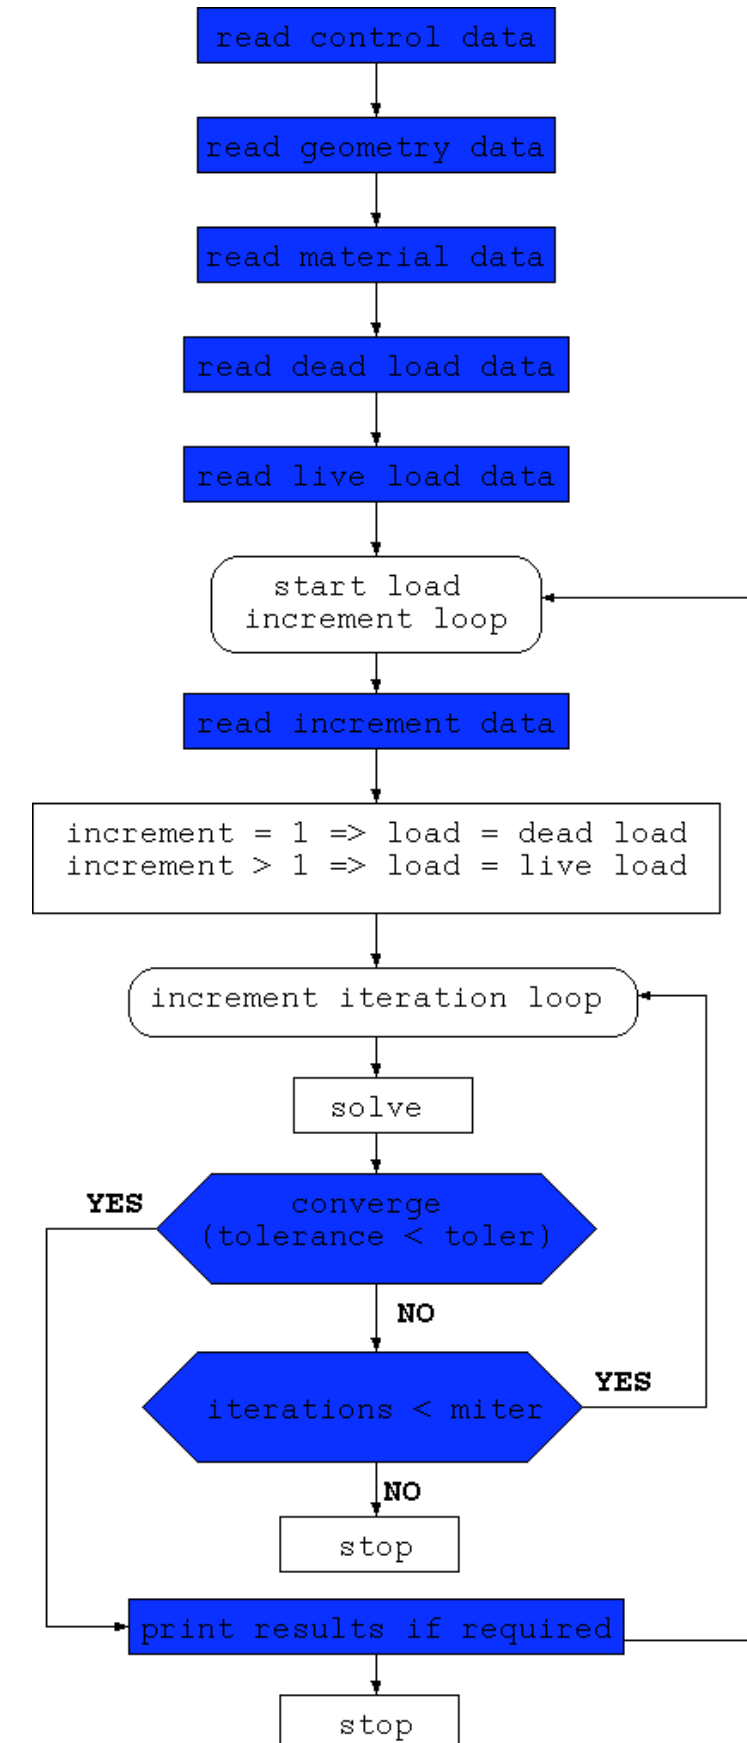 read control data
read geometry data
read material data
read dead load data
read live load data
start load
increment loop
read increment data
increment = 1 => load = dead load
increment > 1 => load = live load
increment iteration loop
solve
YES
converge
(tolerance < toler)
NO
YES
iterations < miter
NO
stop
print results if required
stop